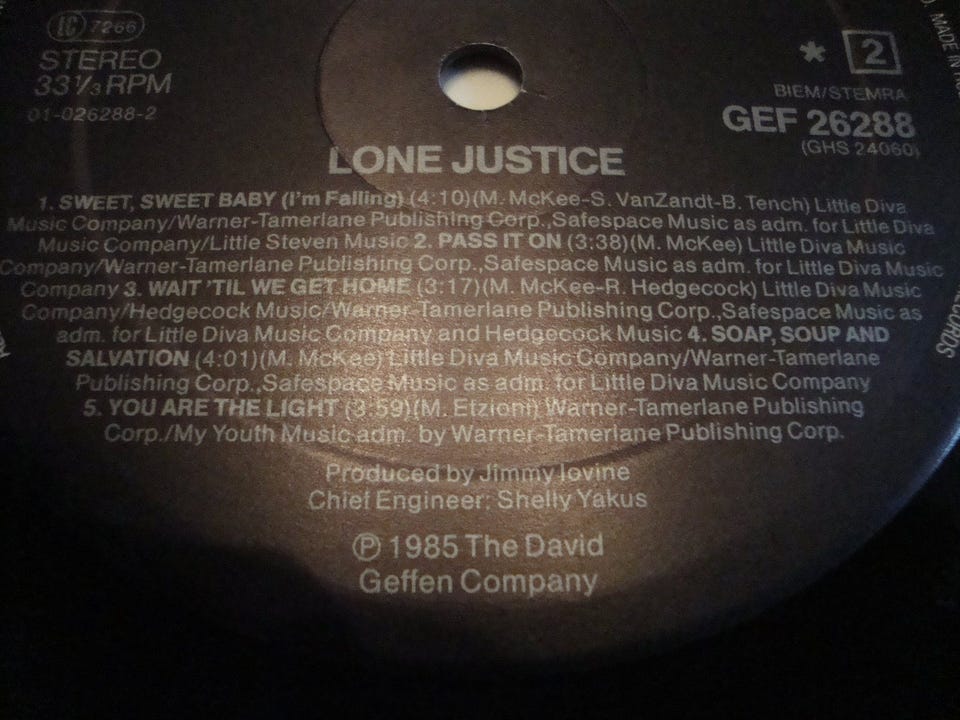 LC 7266
STEREO
33⅓ RPM
01-026288-2
* 2
BIEM/STEMRA
GEF 26288
(GHS 24060)
MADE IN
LONE JUSTICE
1. SWEET, SWEET BABY (I'm Falling) (4:10)(M. McKee-S. VanZandt-B. Tench) Little Diva
Music Company/Warner-Tamerlane Publishing Corp.,Safespace Music as adm. for Little Diva
Music Company/Little Steven Music 2. PASS IT ON (3:38)(M. McKee) Little Diva Music
Company/Warner-Tamerlane Publishing Corp.,Safespace Music as adm. for Little Diva Music
Company 3. WAIT 'TIL WE GET HOME (3:17)(M. McKee-R. Hedgecock) Little Diva Music
Company/Hedgecock Music/Warner-Tamerlane Publishing Corp.,Safespace Music as
adm. for Little Diva Music Company and Hedgecock Music 4. SOAP, SOUP AND
SALVATION (4:01)(M. McKee) Little Diva Music Company/Warner-Tamerlane
Publishing Corp.,Safespace Music as adm. for Little Diva Music Company
5. YOU ARE THE LIGHT (3:59)(M. Etzioni) Warner-Tamerlane Publishing
Corp./My Youth Music adm. by Warner-Tamerlane Publishing Corp.
Produced by Jimmy Iovine
Chief Engineer: Shelly Yakus
℗ 1985 The David
Geffen Company